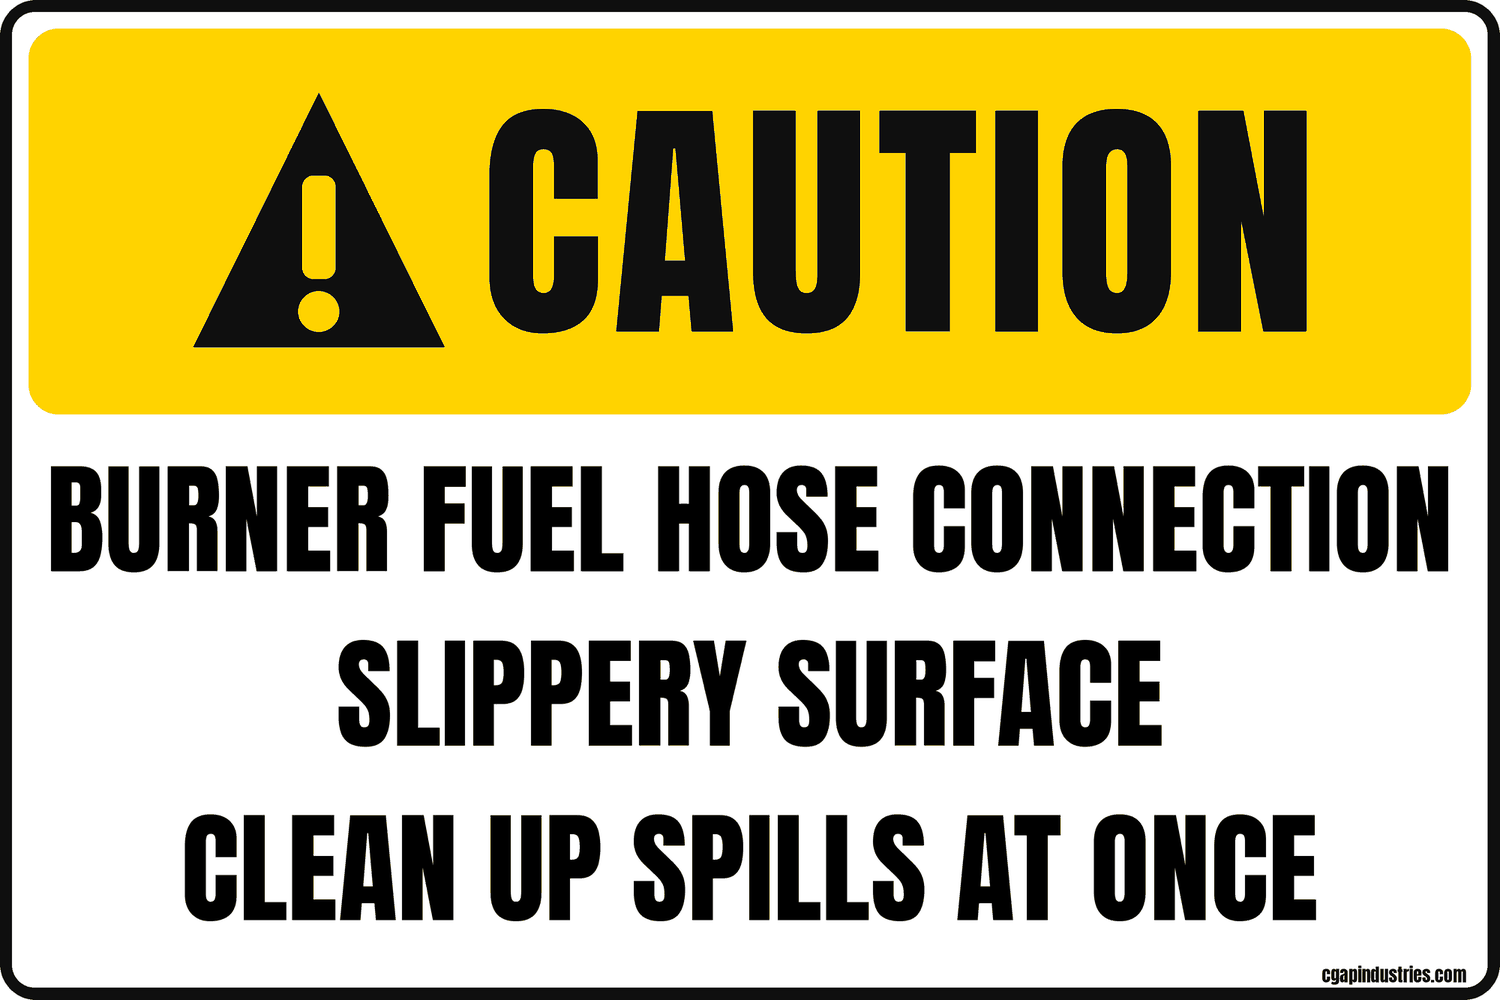 CAUTION
BURNER FUEL HOSE CONNECTION
SLIPPERY SURFACE
CLEAN UP SPILLS AT ONCE
cgapindustries.com